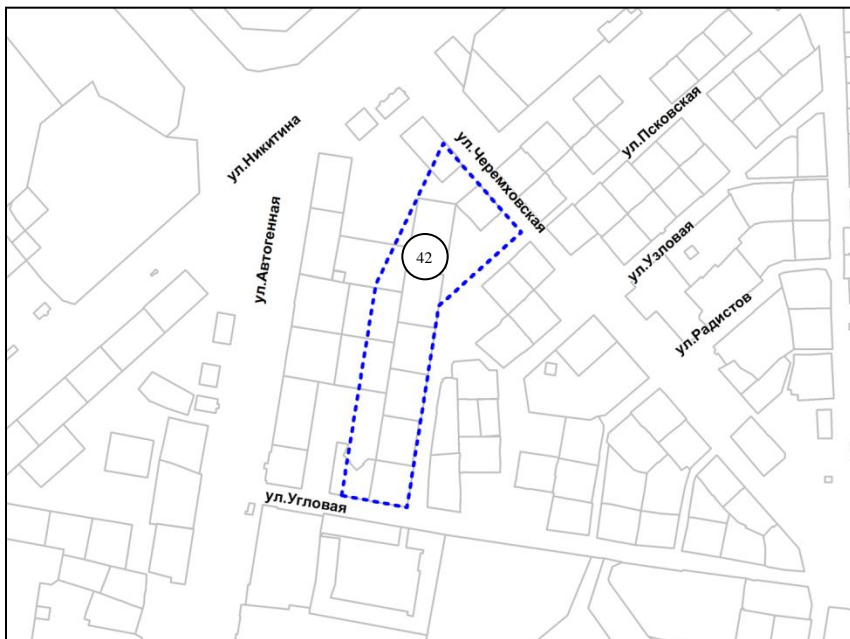 ул.Никитина
ул.Черемховская
ул.Псковская
ул.Автогенная
42
ул.Узловая
ул.Радистов
ул.Угловая